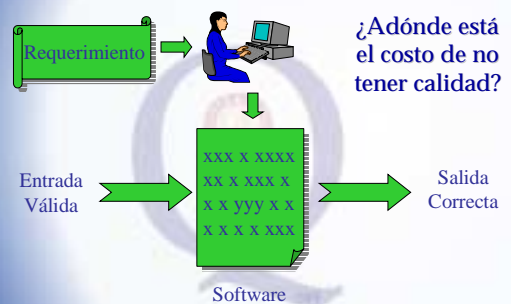 Requerimiento
¿Adónde está
el costo de no
tener calidad?
xxx x xxxx
xx x xxx x
x x yyy x x
x x x x xxx
Entrada
Válida
Salida
Correcta
Software